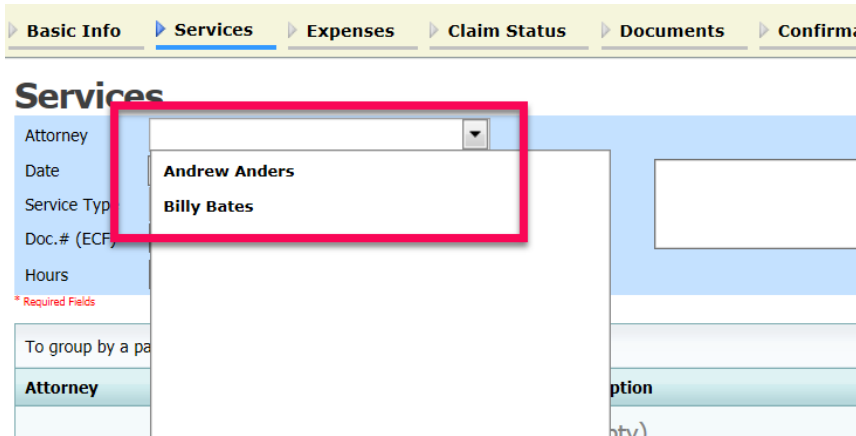 Basic Info Services Expenses Claim Status Documents Confirma
Services
Attorney
Date
Andrew Anders
Service Typ
Billy Bates
Doc.# (ECF)
Hours
* Required Fields
To group by a pa
Attorney ption
pty)